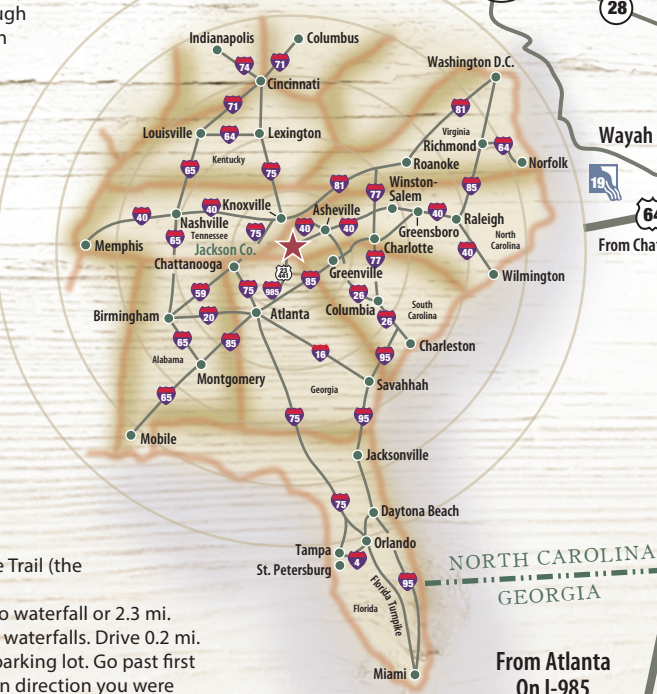 ugh
n
28
Indianapolis
Columbus
74
71
Cincinnati
Washington D.C.
71
81
Louisville
64
Lexington
Virginia
Richmond
64
Wayah
Kentucky
65
75
Roanoke
Norfolk
81
77
Winston-
Salem
85
19
40
40
Knoxville
Asheville
40
40
40
Raleigh
64
Nashville
Tennessee
Greensboro
North
Carolina
From Cha
65
75
Memphis
Jackson Co.
Charlotte
40
Chattanooga
77
23
441
Greenville
Wilmington
59
75
985
85
26
Columbia
South
Carolina
Birmingham
20
Atlanta
26
65
85
Charleston
16
95
Alabama
Montgomery
Georgia
Savahhah
65
75
95
Mobile
Jacksonville
75
Daytona Beach
Orlando
Tampa
4
St. Petersburg
95
NORTH CAROLINA
GEORGIA
Florida Turnpike
Florida
Miami
e Trail (the
o waterfall or 2.3 mi.
waterfalls. Drive 0.2 mi.
parking lot. Go past first
n direction you were
From Atlanta
On I-985